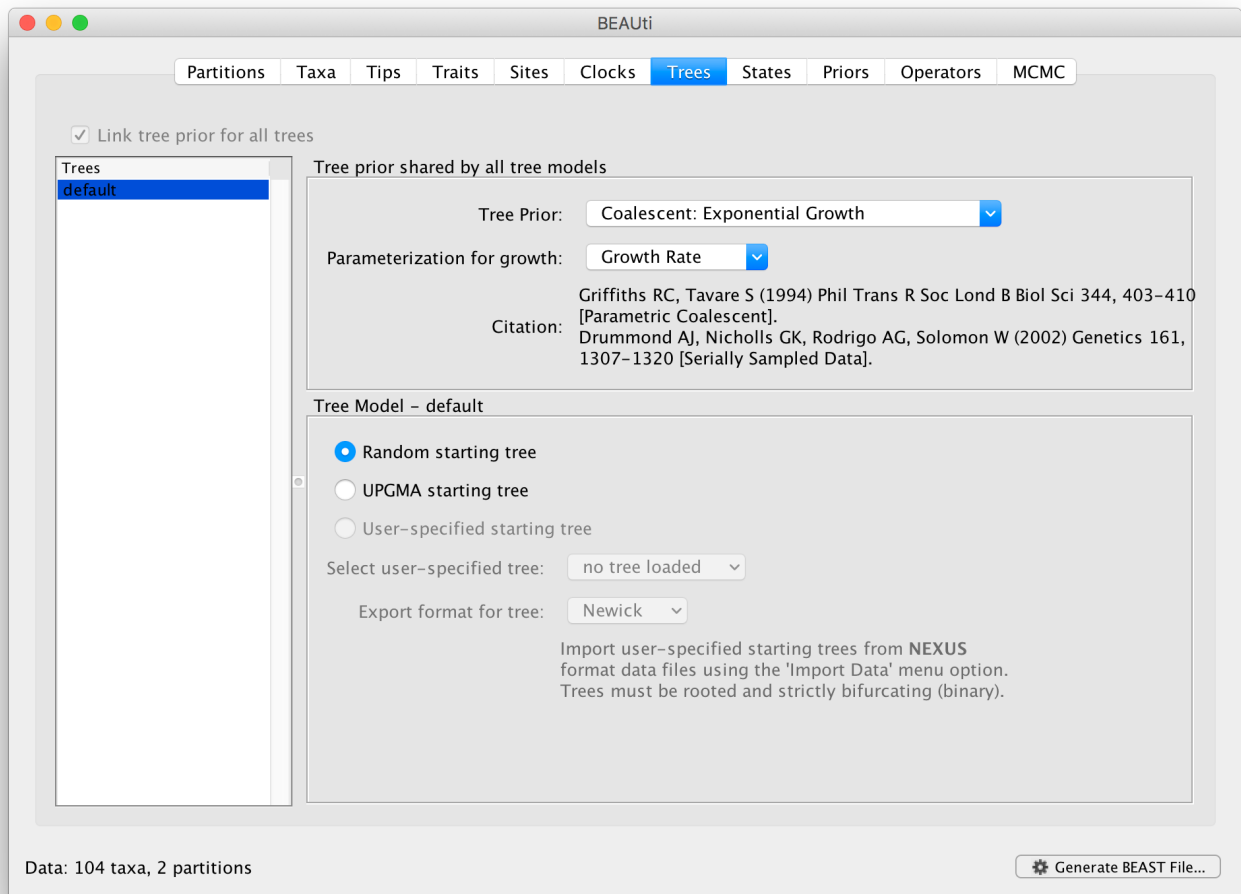 BEAUti
Partitions Taxa Tips Traits Sites Clocks Trees States Priors Operators MCMC
Link tree prior for all trees
Trees
default
Tree prior shared by all tree models
Tree Prior: Coalescent: Exponential Growth
Parameterization for growth: Growth Rate
Citation:
Griffiths RC, Tavare S (1994) Phil Trans R Soc Lond B Biol Sci 344, 403-410
[Parametric Coalescent].
Drummond AJ, Nicholls GK, Rodrigo AG, Solomon W (2002) Genetics 161,
1307-1320 [Serially Sampled Data].
Tree Model - default
Random starting tree
UPGMA starting tree
User-specified starting tree
Select user-specified tree: no tree loaded
Export format for tree: Newick
Import user-specified starting trees from NEXUS
format data files using the 'Import Data' menu option.
Trees must be rooted and strictly bifurcating (binary).
Data: 104 taxa, 2 partitions
Generate BEAST File...